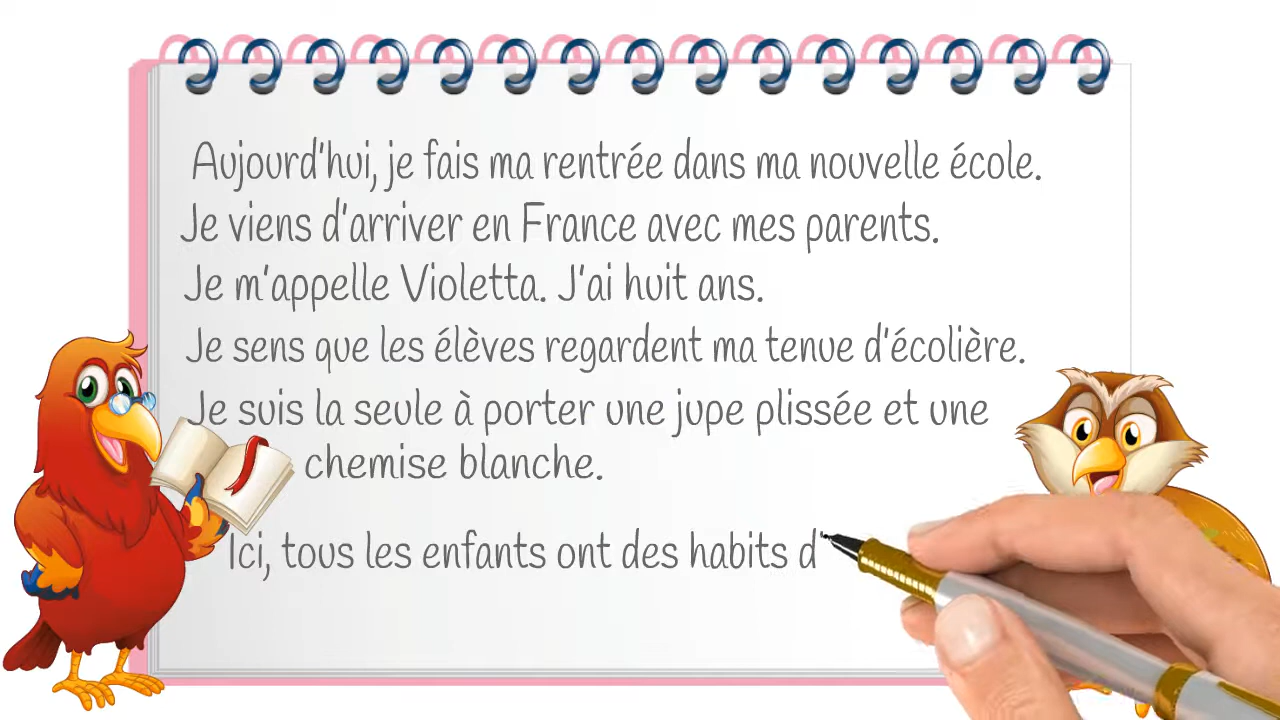 Aujourd'hui, je fais ma rentrée dans ma nouvelle école.
Je viens d'arriver en France avec mes parents.
Je m'appelle Violetta. J'ai huit ans.
Je sens que les élèves regardent ma tenue d'écolière.
Je suis la seule à porter une jupe plissée et une
chemise blanche.
Ici, tous les enfants ont des habits d'